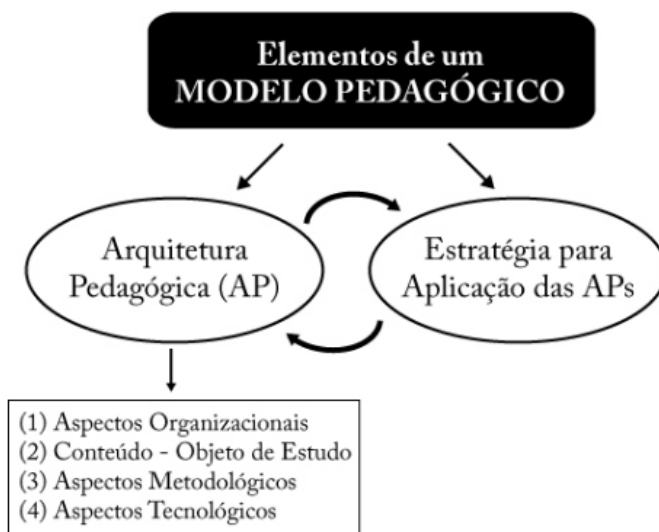 Elementos de um
MODELO PEDAGÓGICO
Arquitetura
Pedagógica (AP)
Estratégia para
Aplicação das APs
(1) Aspectos Organizacionais
(2) Conteúdo - Objeto de Estudo
(3) Aspectos Metodológicos
(4) Aspectos Tecnológicos